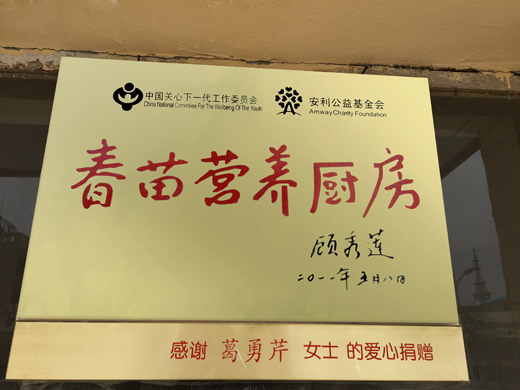 中国关心下一代工作委员会
China National Committee For The Wellbeing Of The Youth
安利公益基金会
Amway Charity Foundation
春苗营养厨房
顾秀莲
二〇一一年五月八日
感谢 葛勇芹 女士 的爱心捐赠